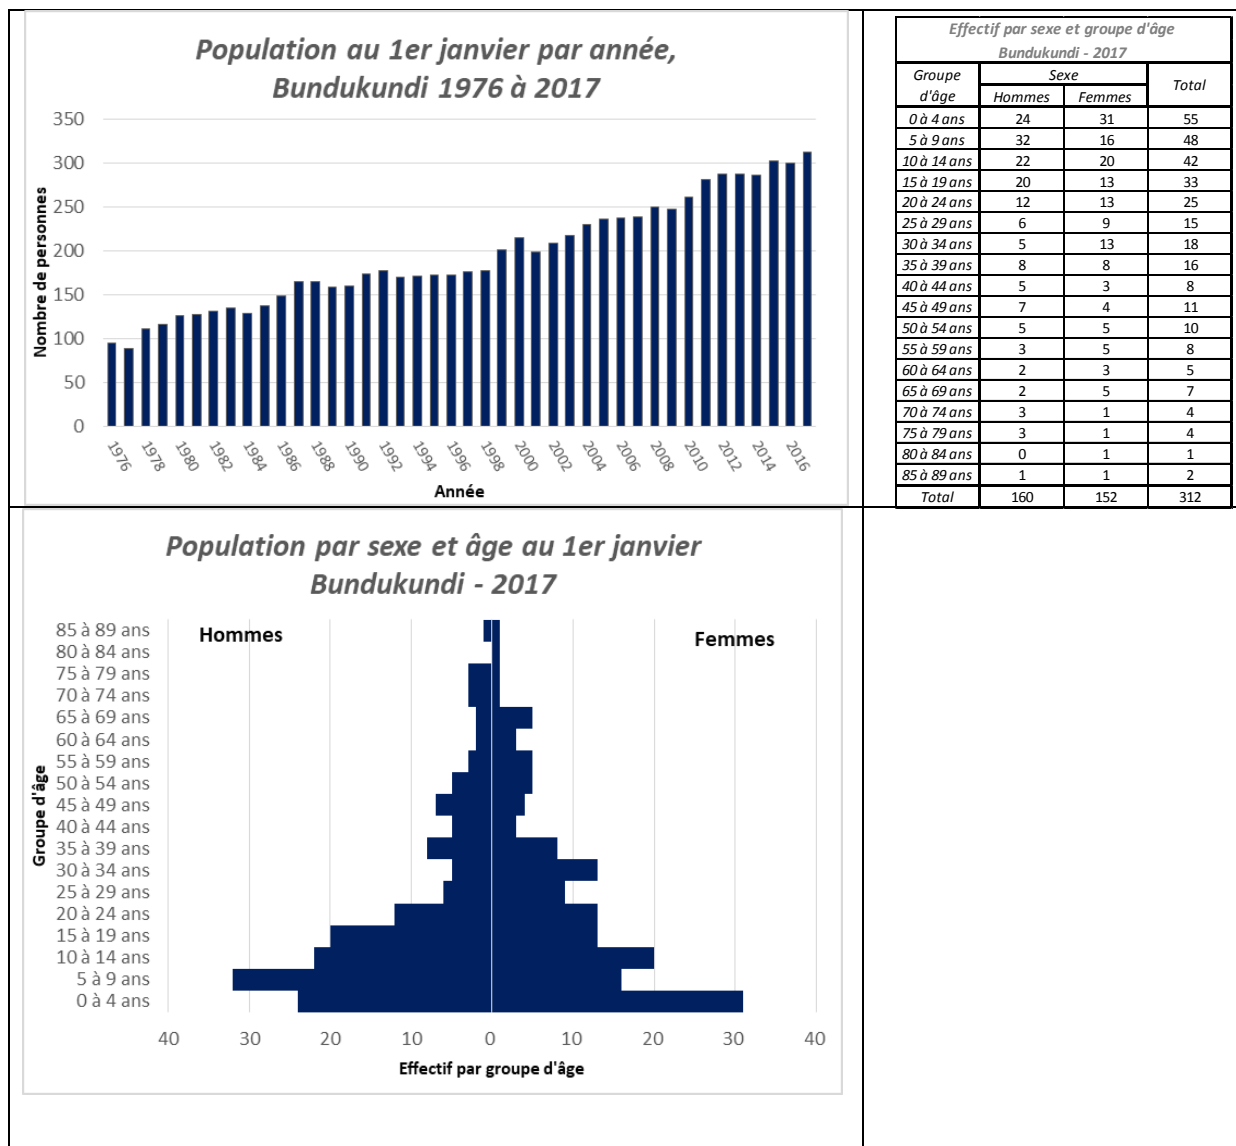 Population au 1er janvier par année,
Bundukundi 1976 à 2017
Nombre de personnes
350
300
250
200
150
100
50
0
1976 1978 1980 1982 1984 1986 1988 1990 1992 1994 1996 1998 2000 2002 2004 2006 2008 2010 2012 2014 2016
Année
Effectif par sexe et groupe d'âge
Bundukundi - 2017
Groupe d'âge Sexe Total
Hommes Femmes
0 à 4 ans 24 31 55
5 à 9 ans 32 16 48
10 à 14 ans 22 20 42
15 à 19 ans 20 13 33
20 à 24 ans 12 13 25
25 à 29 ans 6 9 15
30 à 34 ans 5 13 18
35 à 39 ans 8 8 16
40 à 44 ans 5 3 8
45 à 49 ans 7 4 11
50 à 54 ans 5 5 10
55 à 59 ans 3 5 8
60 à 64 ans 2 3 5
65 à 69 ans 2 5 7
70 à 74 ans 3 1 4
75 à 79 ans 3 1 4
80 à 84 ans 0 1 1
85 à 89 ans 1 1 2
Total 160 152 312
Population par sexe et âge au 1er janvier
Bundukundi - 2017
Hommes Femmes
Groupe d'âge
85 à 89 ans
80 à 84 ans
75 à 79 ans
70 à 74 ans
65 à 69 ans
60 à 64 ans
55 à 59 ans
50 à 54 ans
45 à 49 ans
40 à 44 ans
35 à 39 ans
30 à 34 ans
25 à 29 ans
20 à 24 ans
15 à 19 ans
10 à 14 ans
5 à 9 ans
0 à 4 ans
40 30 20 10 0 10 20 30 40
Effectif par groupe d'âge